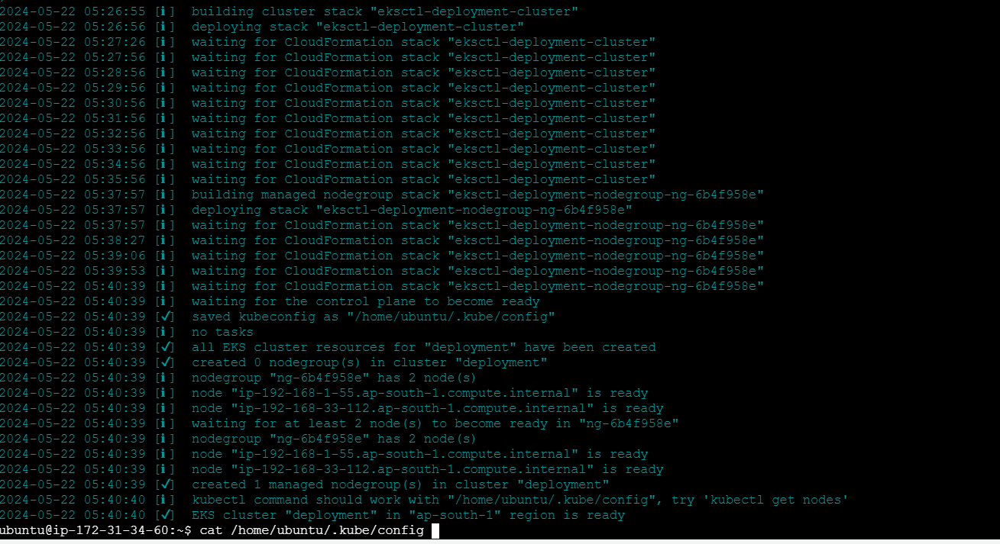 2024-05-22 05:26:55 [ℹ]  building cluster stack "eksctl-deployment-cluster"
2024-05-22 05:26:56 [ℹ]  deploying stack "eksctl-deployment-cluster"
2024-05-22 05:27:26 [ℹ]  waiting for CloudFormation stack "eksctl-deployment-cluster"
2024-05-22 05:27:56 [ℹ]  waiting for CloudFormation stack "eksctl-deployment-cluster"
2024-05-22 05:28:56 [ℹ]  waiting for CloudFormation stack "eksctl-deployment-cluster"
2024-05-22 05:29:56 [ℹ]  waiting for CloudFormation stack "eksctl-deployment-cluster"
2024-05-22 05:30:56 [ℹ]  waiting for CloudFormation stack "eksctl-deployment-cluster"
2024-05-22 05:31:56 [ℹ]  waiting for CloudFormation stack "eksctl-deployment-cluster"
2024-05-22 05:32:56 [ℹ]  waiting for CloudFormation stack "eksctl-deployment-cluster"
2024-05-22 05:33:56 [ℹ]  waiting for CloudFormation stack "eksctl-deployment-cluster"
2024-05-22 05:34:56 [ℹ]  waiting for CloudFormation stack "eksctl-deployment-cluster"
2024-05-22 05:35:56 [ℹ]  waiting for CloudFormation stack "eksctl-deployment-cluster"
2024-05-22 05:37:57 [ℹ]  building managed nodegroup stack "eksctl-deployment-nodegroup-ng-6b4f958e"
2024-05-22 05:37:57 [ℹ]  deploying stack "eksctl-deployment-nodegroup-ng-6b4f958e"
2024-05-22 05:37:57 [ℹ]  waiting for CloudFormation stack "eksctl-deployment-nodegroup-ng-6b4f958e"
2024-05-22 05:38:27 [ℹ]  waiting for CloudFormation stack "eksctl-deployment-nodegroup-ng-6b4f958e"
2024-05-22 05:39:06 [ℹ]  waiting for CloudFormation stack "eksctl-deployment-nodegroup-ng-6b4f958e"
2024-05-22 05:39:53 [ℹ]  waiting for CloudFormation stack "eksctl-deployment-nodegroup-ng-6b4f958e"
2024-05-22 05:40:39 [ℹ]  waiting for CloudFormation stack "eksctl-deployment-nodegroup-ng-6b4f958e"
2024-05-22 05:40:39 [ℹ]  waiting for the control plane to become ready
2024-05-22 05:40:39 [✔]  saved kubeconfig as "/home/ubuntu/.kube/config"
2024-05-22 05:40:39 [ℹ]  no tasks
2024-05-22 05:40:39 [✔]  all EKS cluster resources for "deployment" have been created
2024-05-22 05:40:39 [✔]  created 0 nodegroup(s) in cluster "deployment"
2024-05-22 05:40:39 [ℹ]  nodegroup "ng-6b4f958e" has 2 node(s)
2024-05-22 05:40:39 [ℹ]  node "ip-192-168-1-55.ap-south-1.compute.internal" is ready
2024-05-22 05:40:39 [ℹ]  node "ip-192-168-33-112.ap-south-1.compute.internal" is ready
2024-05-22 05:40:39 [ℹ]  waiting for at least 2 node(s) to become ready in "ng-6b4f958e"
2024-05-22 05:40:39 [ℹ]  nodegroup "ng-6b4f958e" has 2 node(s)
2024-05-22 05:40:39 [ℹ]  node "ip-192-168-1-55.ap-south-1.compute.internal" is ready
2024-05-22 05:40:39 [ℹ]  node "ip-192-168-33-112.ap-south-1.compute.internal" is ready
2024-05-22 05:40:39 [✔]  created 1 managed nodegroup(s) in cluster "deployment"
2024-05-22 05:40:40 [ℹ]  kubectl command should work with "/home/ubuntu/.kube/config", try 'kubectl get nodes'
2024-05-22 05:40:40 [✔]  EKS cluster "deployment" in "ap-south-1" region is ready
ubuntu@ip-172-31-34-60:~$ cat /home/ubuntu/.kube/config